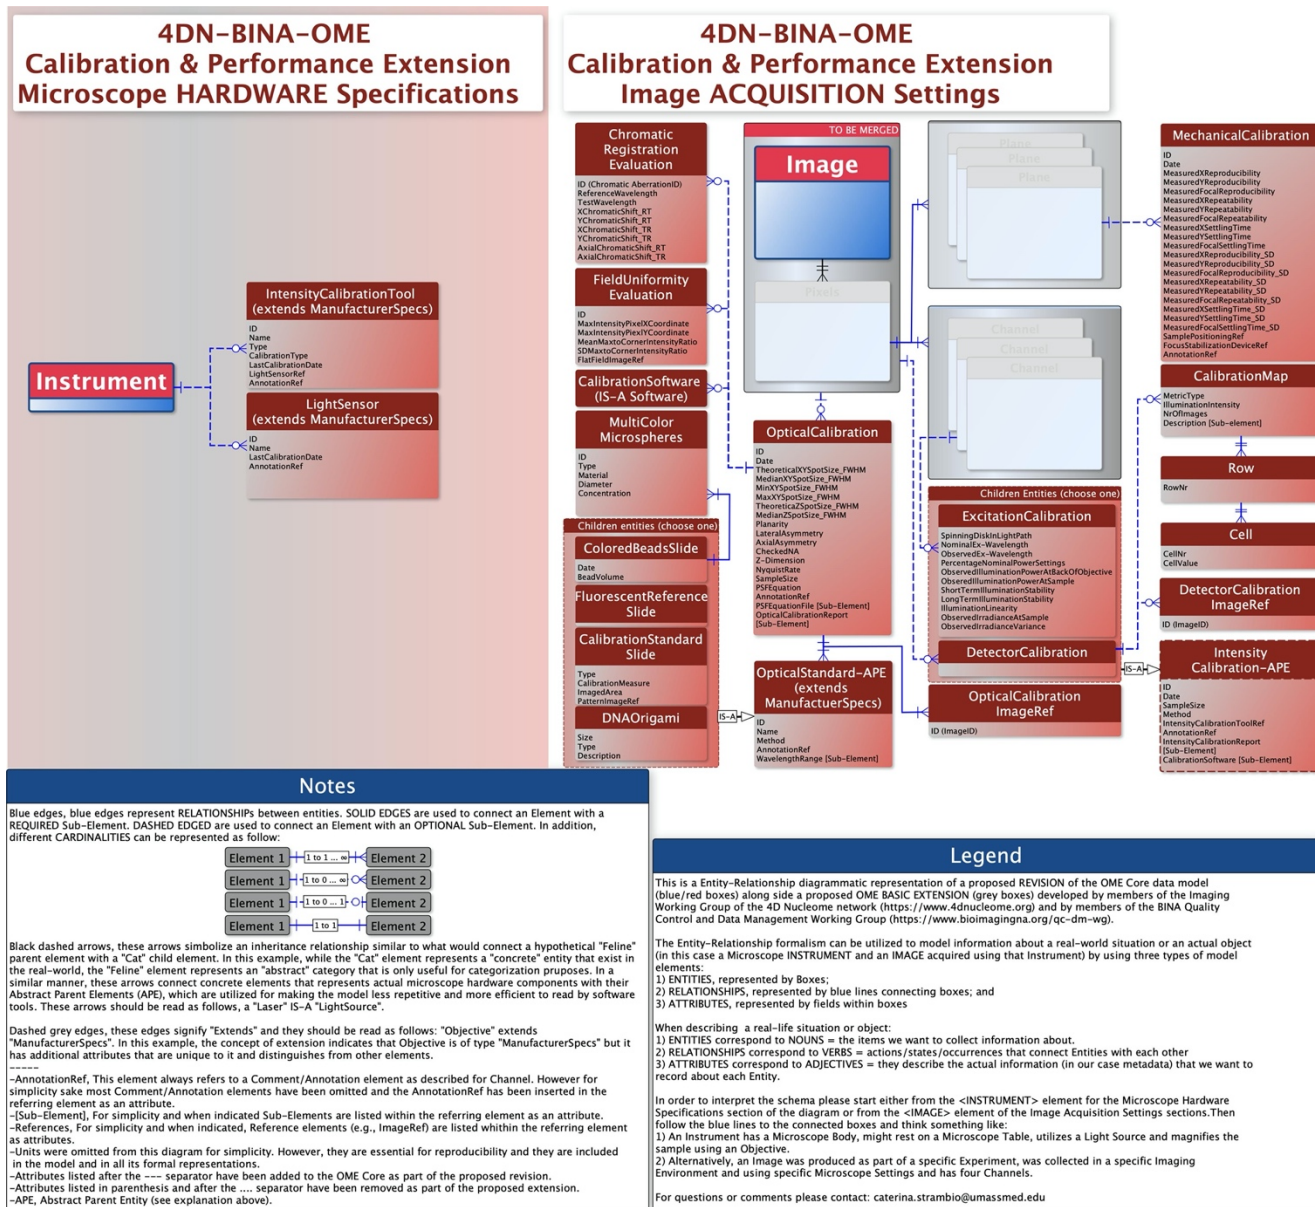 4DN-BINA-OME
Calibration & Performance Extension
Microscope HARDWARE Specifications
Instrument
IntensityCalibrationTool
(extends ManufacturerSpecs)
ID
Name
Type
CalibrationType
LastCalibrationDate
LightSensorRef
AnnotationRef
LightSensor
(extends ManufacturerSpecs)
ID
Name
LastCalibrationDate
AnnotationRef
4DN-BINA-OME
Calibration & Performance Extension
Image ACQUISITION Settings
Chromatic
Registration
Evaluation
ID (Chromatic AberrationID)
ReferenceWavelength
TestWavelength
XChromaticShift_RT
YChromaticShift_RT
XChromaticShift_TR
YChromaticShift_TR
AxialChromaticShift_RT
AxialChromaticShift_TR
FieldUniformity
Evaluation
ID
MaxIntensityPixelXCoordinate
MaxIntensityPiexlYCoordinate
MeanMaxtoCornerIntensityRatio
SDMaxtoCornerIntensityRatio
FlatFieldImageRef
CalibrationSoftware
(IS-A Software)
MultiColor
Microspheres
ID
Type
Material
Diameter
Concentration
Children entities (choose one)
ColoredBeadsSlide
Date
BeadVolume
FluorescentReference
Slide
CalibrationStandard
Slide
Type
CalibrationMeasure
ImagedArea
PatternImageRef
DNAOrigami
Size
Type
Description
TO BE MERGED
Image
Pixels
OpticalCalibration
ID
Date
TheoreticalXYSpotSize_FWHM
MedianXYSpotSize_FWHM
MinXYSpotSize_FWHM
MaxXYSpotSize_FWHM
TheoreticaZSpotSize_FWHM
MedianZSpotSize_FWHM
Planarity
LateralAsymmetry
AxialAsymmetry
CheckedNA
Z-Dimension
NyquistRate
SampleSize
PSFEquation
AnnotationRef
PSFEquationFile [Sub-Element]
OpticalCalibrationReport
[Sub-Element]
IS-A
OpticalStandard-APE
(extends
ManufactuerSpecs)
ID
Name
Method
AnnotationRef
WavelengthRange [Sub-Element]
Plane
Plane
Plane
Channel
Channel
Channel
Children Entities (choose one)
ExcitationCalibration
SpinningDiskInLightPath
NominalEx-Wavelength
ObservedEx-Wavelength
PercentageNominalPowerSettings
ObservedIlluminationPowerAtBackOfObjective
ObseredIlluminationPowerAtSample
ShortTermIlluminationStability
LongTermIlluminationStability
IlluminationLinearity
ObservedIrradianceAtSample
ObservedIrradianceVariance
DetectorCalibration
IS-A
OpticalCalibration
ImageRef
ID (ImageID)
MechanicalCalibration
ID
Date
MeasuredXReproducibility
MeasuredYReproducibility
MeasuredFocalReproducibility
MeasuredXRepeatability
MeasuredYRepeatability
MeasuredFocalRepeatability
MeasuredXSettlingTime
MeasuredYSettlingTime
MeasuredFocalSettlingTime
MeasuredXReproducibility_SD
MeasuredYReproducibility_SD
MeasuredFocalReproducibility_SD
MeasuredXRepeatability_SD
MeasuredYRepeatability_SD
MeasuredFocalRepeatability_SD
MeasuredXSettlingTime_SD
MeasuredYSettlingTime_SD
MeasuredFocalSettlingTime_SD
SamplePositioningRef
FocusStabilizationDeviceRef
AnnotationRef
CalibrationMap
MetricType
IlluminationIntensity
NrOfImages
Description [Sub-element]
Row
RowNr
Cell
CellNr
CellValue
DetectorCalibration
ImageRef
ID (ImageID)
Intensity
Calibration-APE
ID
Date
SampleSize
Method
IntensityCalibrationToolRef
AnnotationRef
IntensityCalibrationReport
[Sub-Element]
CalibrationSoftware [Sub-Element]
Notes
Blue edges, blue edges represent RELATIONSHIPs between entities. SOLID EDGES are used to connect an Element with a
REQUIRED Sub-Element. DASHED EDGED are used to connect an Element with an OPTIONAL Sub-Element. In addition,
different CARDINALITIES can be represented as follow:
Element 1 1 to 1 ... ∞ Element 2
Element 1 1 to 0 ... ∞ Element 2
Element 1 1 to 0 ... 1 Element 2
Element 1 1 to 1 Element 2
Black dashed arrows, these arrows simbolize an inheritance relationship similar to what would connect a hypothetical "Feline"
parent element with a "Cat" child element. In this example, while the "Cat" element represents a "concrete" entity that exist in
the real-world, the "Feline" element represents an "abstract" category that is only useful for categorization pruposes. In a
similar manner, these arrows connect concrete elements that represents actual microscope hardware components with their
Abstract Parent Elements (APE), which are utilized for making the model less repetitive and more efficient to read by software
tools. These arrows should be read as follows, a "Laser" IS-A "LightSource".
Dashed grey edges, these edges signify "Extends" and they should be read as follows: "Objective" extends
"ManufacturerSpecs". In this example, the concept of extension indicates that Objective is of type "ManufacturerSpecs" but it
has additional attributes that are unique to it and distinguishes from other elements.
-----
-AnnotationRef, This element always refers to a Comment/Annotation element as described for Channel. However for
simplicity sake most Comment/Annotation elements have been omitted and the AnnotationRef has been inserted in the
referring element as an attribute.
-[Sub-Element], For simplicity and when indicated Sub-Elements are listed within the referring element as an attribute.
-References, For simplicity and when indicated, Reference elements (e.g., ImageRef) are listed whithin the referring element
as attributes.
-Units were omitted from this diagram for simplicity. However, they are essential for reproducibility and they are included
in the model and in all its formal representations.
-Attributes listed after the --- separator have been added to the OME Core as part of the proposed revision.
-Attributes listed in parenthesis and after the .... separator have been removed as part of the proposed extension.
-APE, Abstract Parent Entity (see explanation above).
Legend
This is a Entity-Relationship diagrammatic representation of a proposed REVISION of the OME Core data model
(blue/red boxes) along side a proposed OME BASIC EXTENSION (grey boxes) developed by members of the Imaging
Working Group of the 4D Nucleome network (https://www.4dnucleome.org) and by members of the BINA Quality
Control and Data Management Working Group (https://www.bioimagingna.org/qc-dm-wg).
The Entity-Relationship formalism can be utilized to model information about a real-world situation or an actual object
(in this case a Microscope INSTRUMENT and an IMAGE acquired using that Instrument) by using three types of model
elements:
1) ENTITIES, represented by Boxes;
2) RELATIONSHIPS, represented by blue lines connecting boxes; and
3) ATTRIBUTES, represented by fields within boxes
When describing a real-life situation or object:
1) ENTITIES correspond to NOUNS = the items we want to collect information about.
2) RELATIONSHIPS correspond to VERBS = actions/states/occurrences that connect Entities with each other
3) ATTRIBUTES correspond to ADJECTIVES = they describe the actual information (in our case metadata) that we want to
record about each Entity.
In order to interpret the schema please start either from the <INSTRUMENT> element for the Microscope Hardware
Specifications section of the diagram or from the <IMAGE> element of the Image Acquisition Settings sections.Then
follow the blue lines to the connected boxes and think something like:
1) An Instrument has a Microscope Body, might rest on a Microscope Table, utilizes a Light Source and magnifies the
sample using an Objective.
2) Alternatively, an Image was produced as part of a specific Experiment, was collected in a specific Imaging
Environment and using specific Microscope Settings and has four Channels.
For questions or comments please contact: caterina.strambio@umassmed.edu